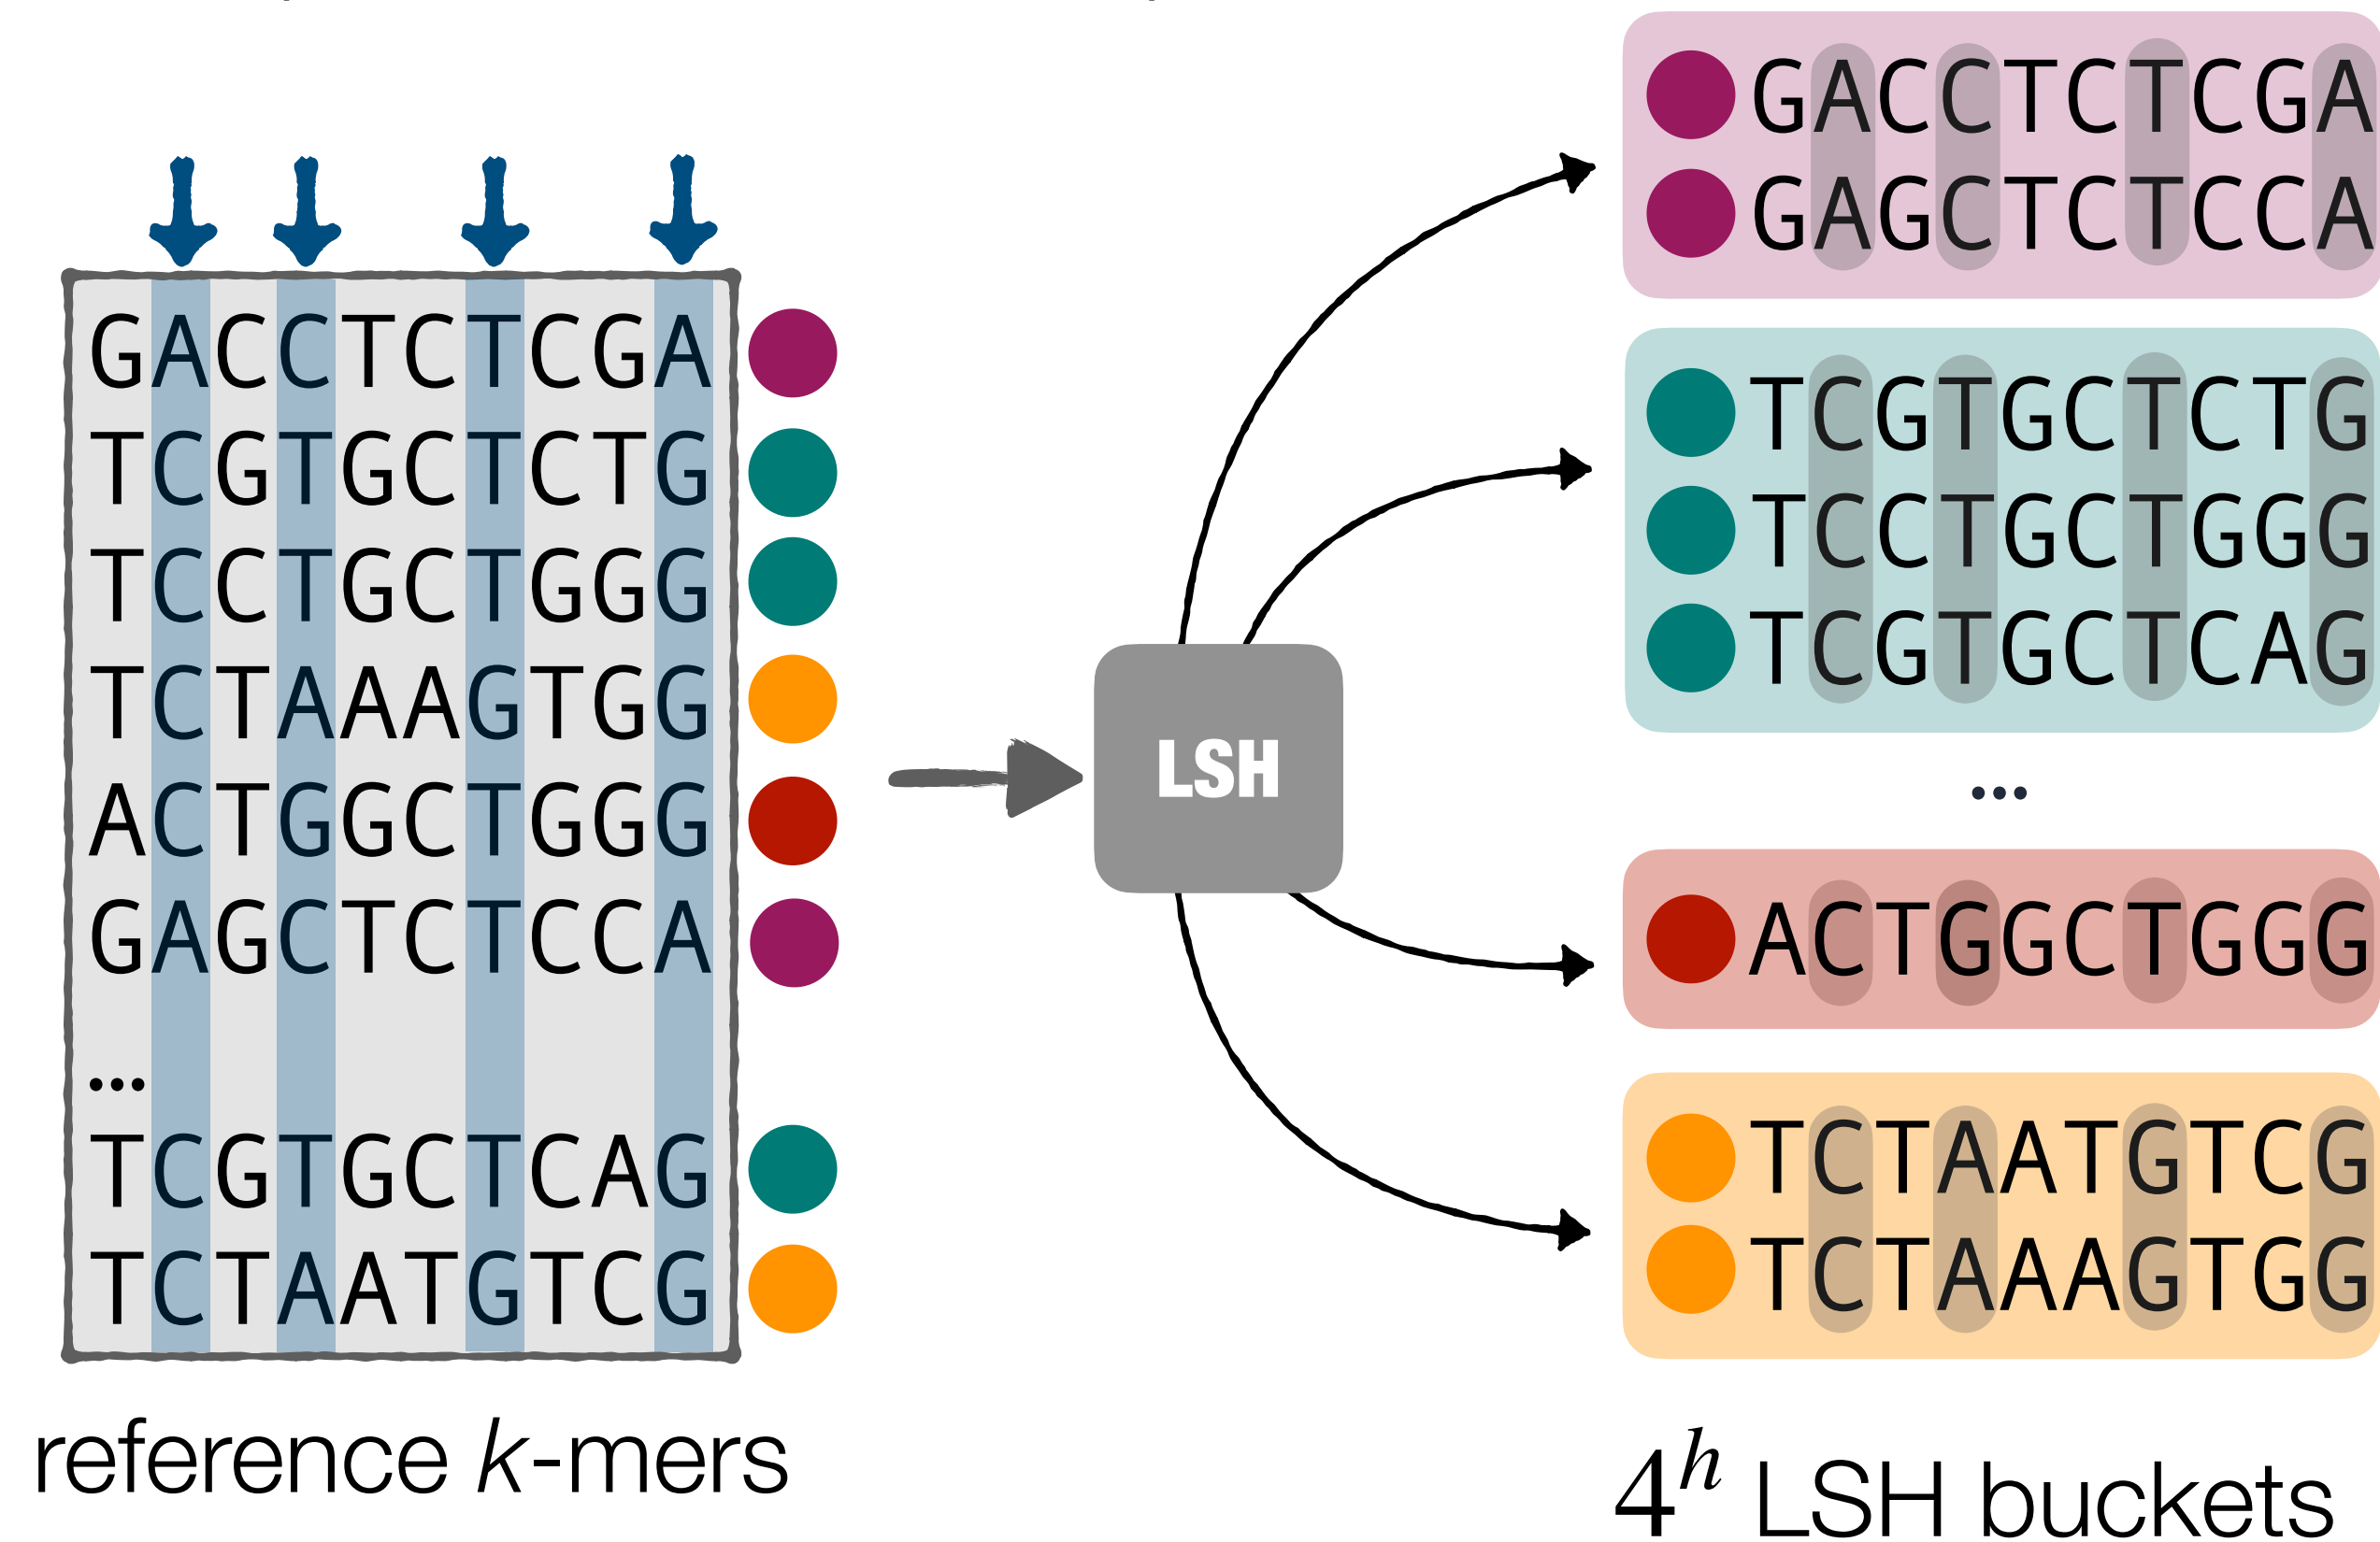 GACCTCTCGA
TCGTGCTCTG
TCCTGCTGGG
TCTAAAGTGG
ACTGGCTGGG
GAGCTCTCCA
...
TCGTGCTCAG
TCTAATGTCG
reference k-mers
LSH
GACCTCTCGA
GAGCTCTCCA
TCGTGCTCTG
TCCTGCTGGG
TCGTGCTCAG
...
ACTGGCTGGG
TCTAATGTCG
TCTAAAGTGG
4^h LSH buckets